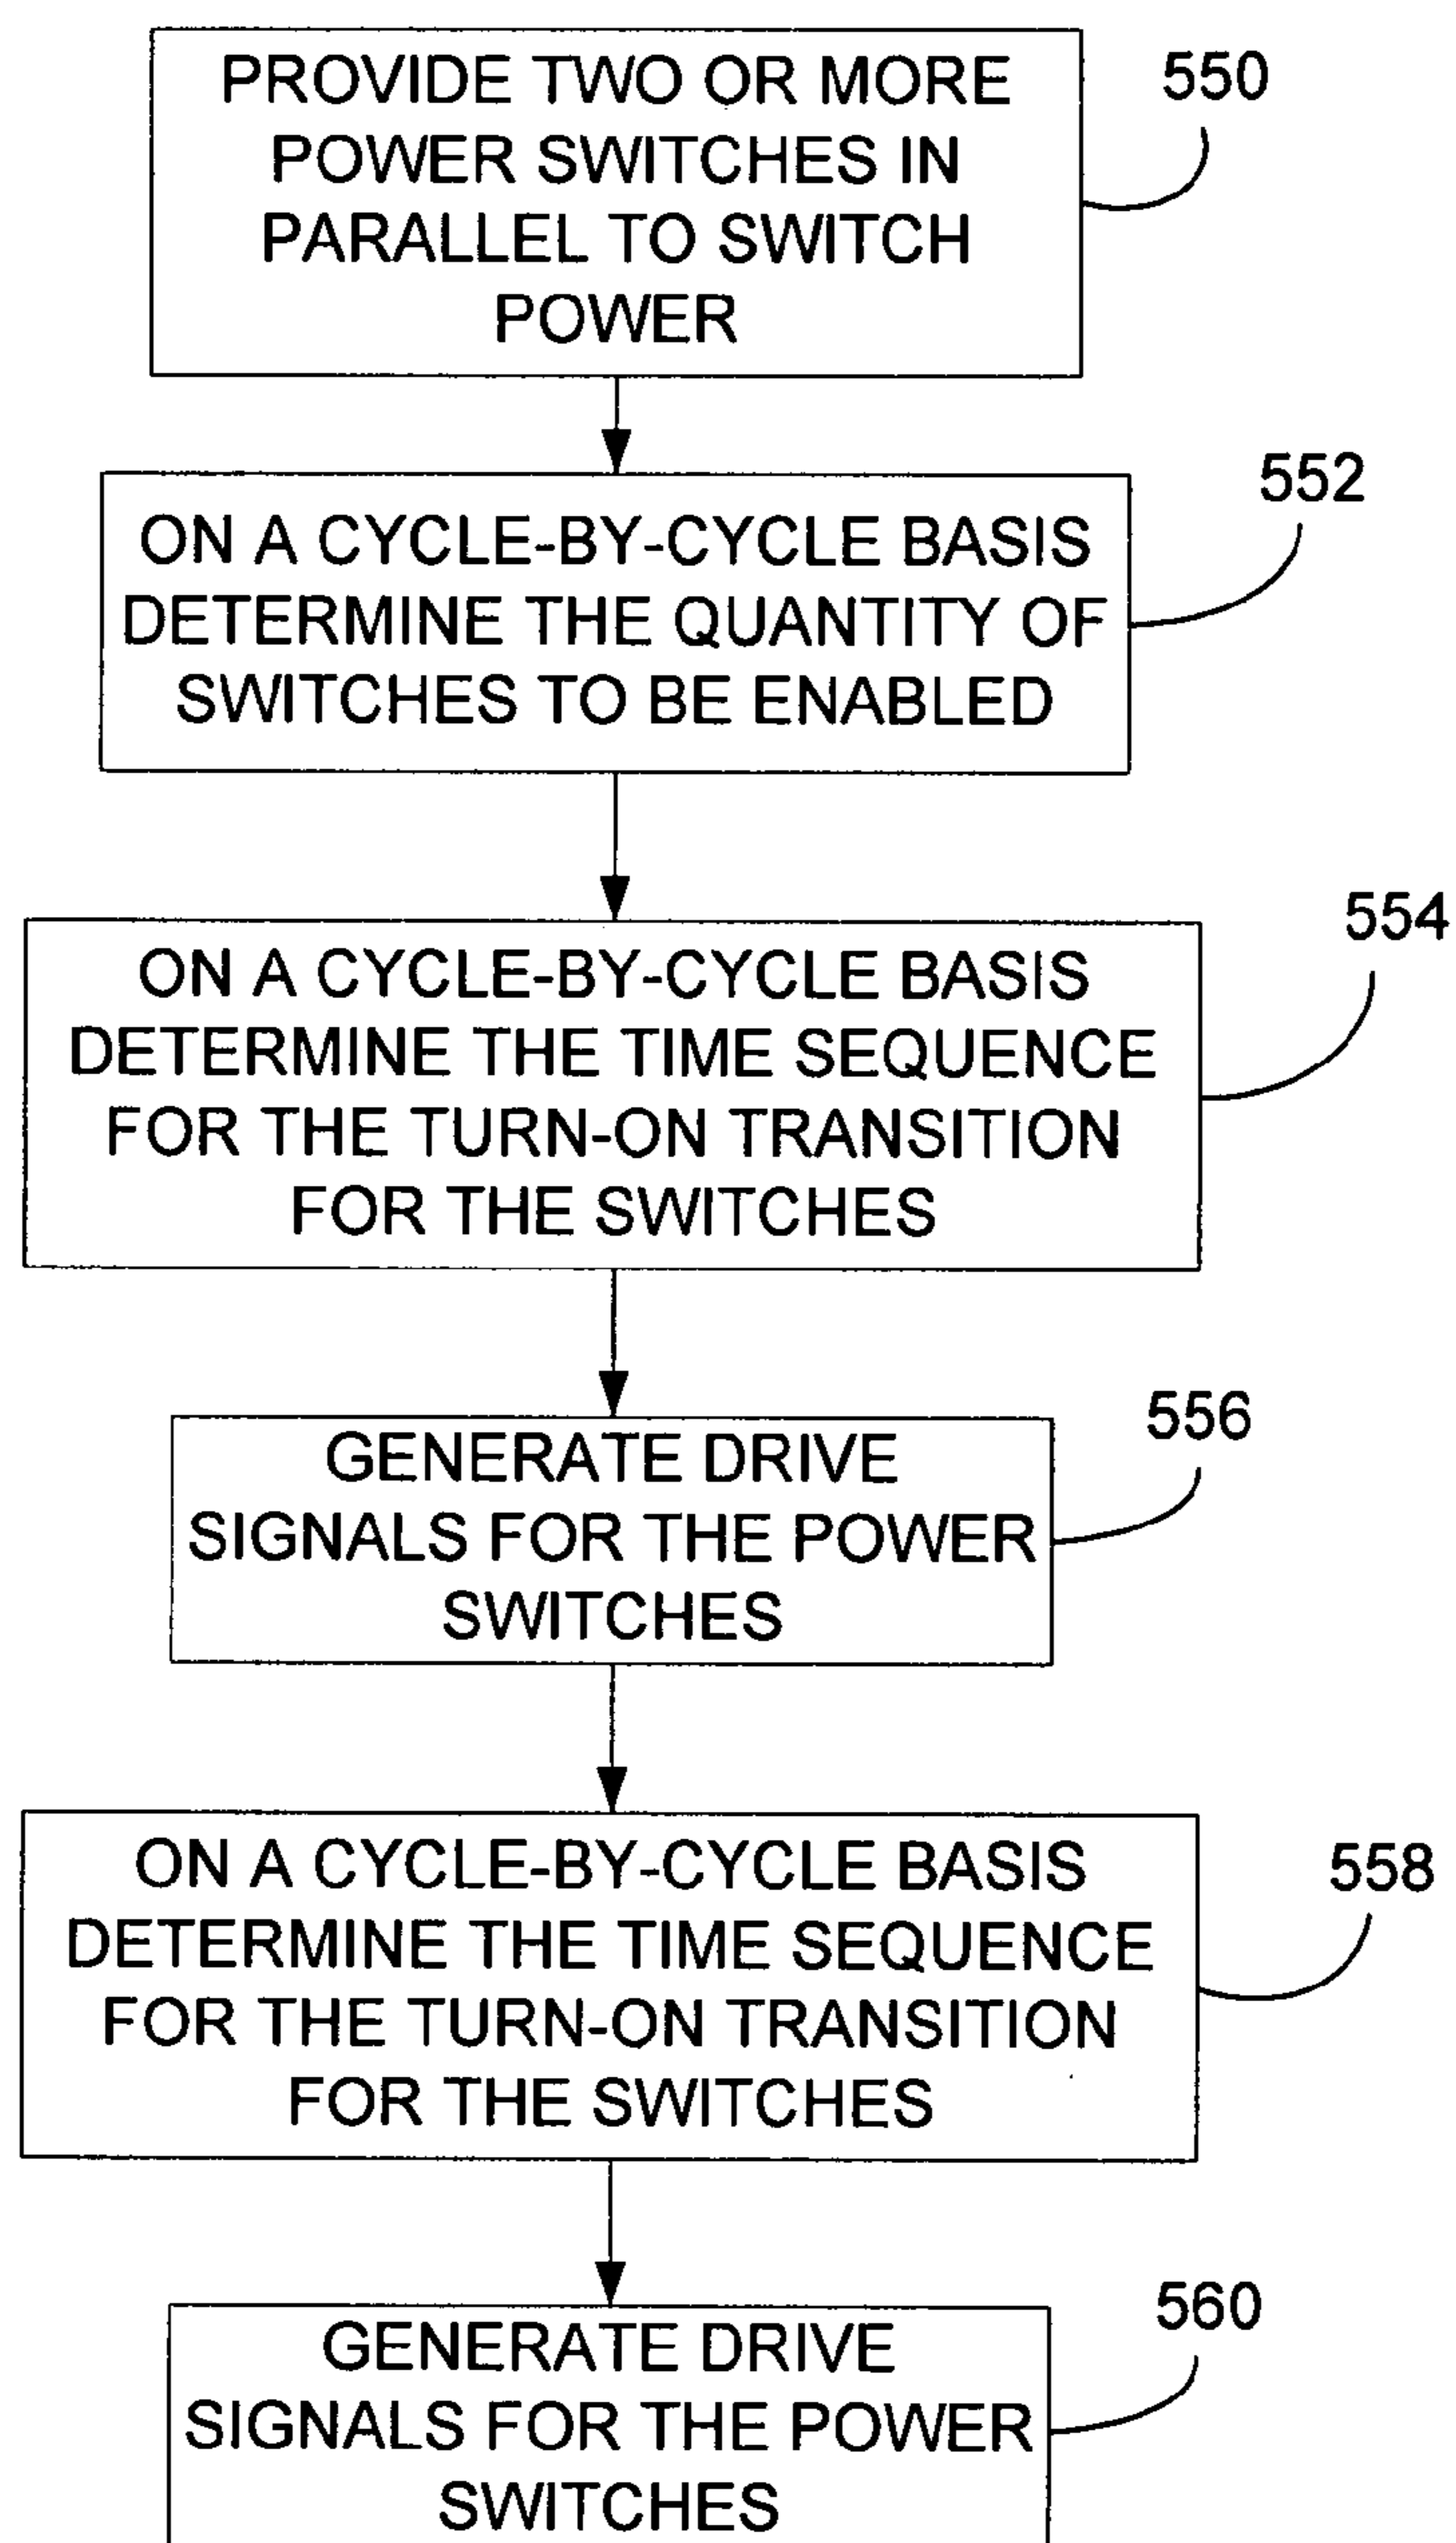 PROVIDE TWO OR MORE
POWER SWITCHES IN
PARALLEL TO SWITCH
POWER
550
ON A CYCLE-BY-CYCLE BASIS
DETERMINE THE QUANTITY OF
SWITCHES TO BE ENABLED
552
ON A CYCLE-BY-CYCLE BASIS
DETERMINE THE TIME SEQUENCE
FOR THE TURN-ON TRANSITION
FOR THE SWITCHES
554
GENERATE DRIVE
SIGNALS FOR THE POWER
SWITCHES
556
ON A CYCLE-BY-CYCLE BASIS
DETERMINE THE TIME SEQUENCE
FOR THE TURN-ON TRANSITION
FOR THE SWITCHES
558
GENERATE DRIVE
SIGNALS FOR THE POWER
SWITCHES
560